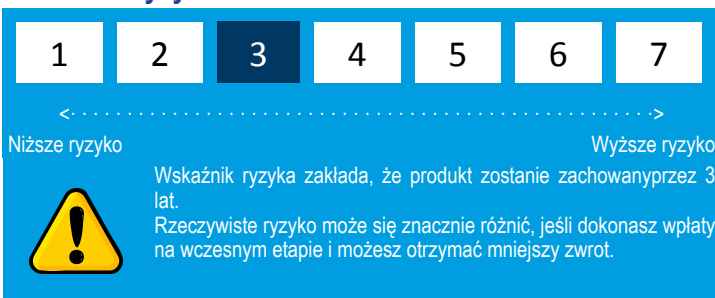 1 2 3 4 5 6 7
<· · · · · · · · · · · · · · · · · · · · · · · · · · · · · · · · · · · · · · · · · · · · · · · · · · · ·>
Niższe ryzyko Wyższe ryzyko
Wskaźnik ryzyka zakłada, że produkt zostanie zachowanyprzez 3
lat.
Rzeczywiste ryzyko może się znacznie różnić, jeśli dokonasz wpłaty
na wczesnym etapie i możesz otrzymać mniejszy zwrot.